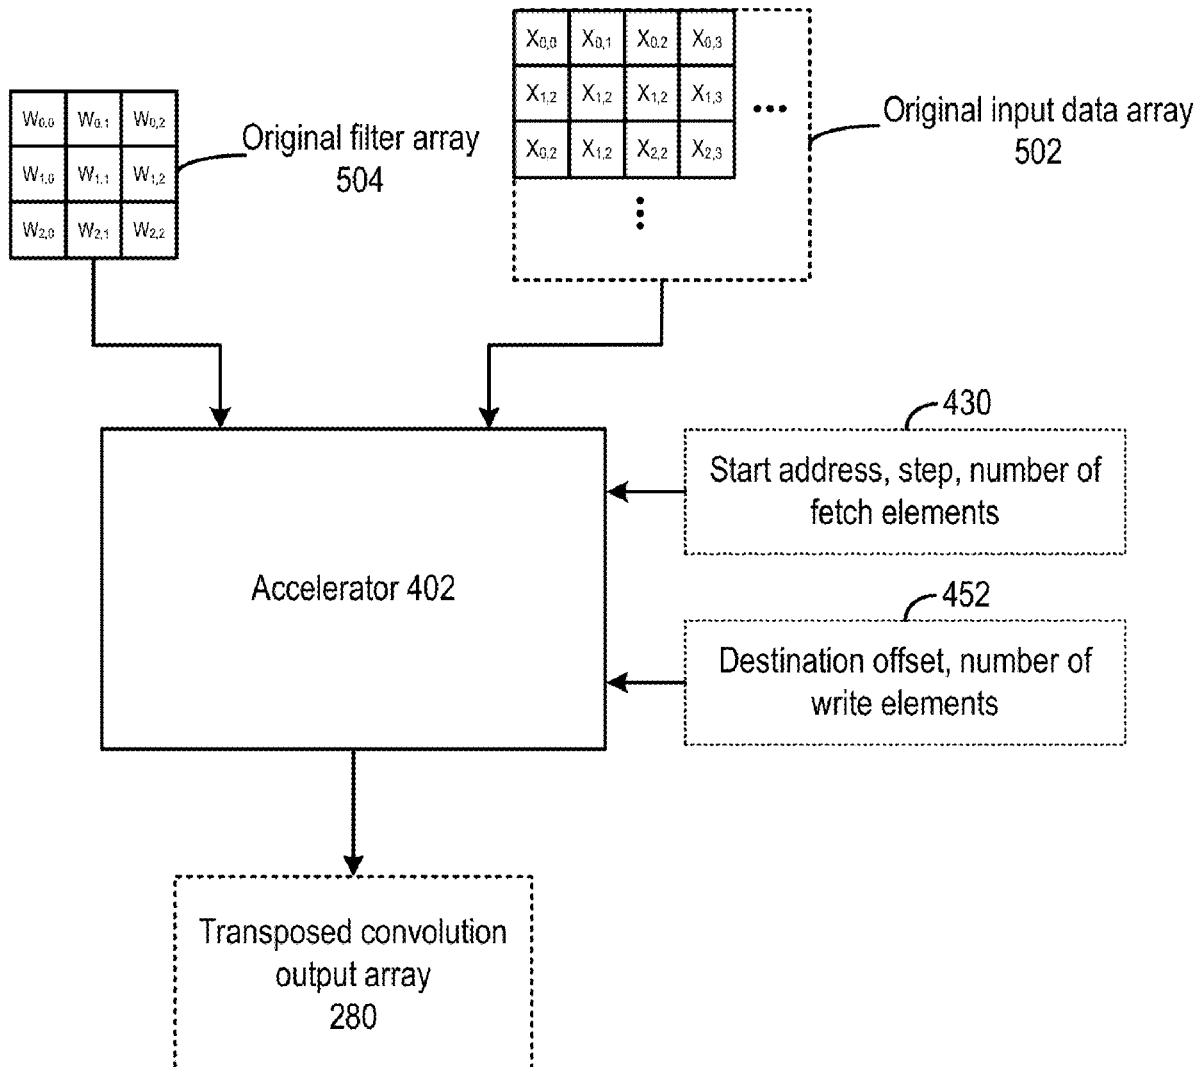 X0,0 X0,1 X0,2 X0,3
X1,2 X1,2 X1,2 X1,3
X0,2 X1,2 X2,2 X2,3
W0,0 W0,1 W0,2
W1,0 W1,1 W1,2
W2,0 W2,1 W2,2
Original filter array
504
Original input data array
502
430
Start address, step, number of
fetch elements
Accelerator 402
452
Destination offset, number of
write elements
Transposed convolution
output array
280